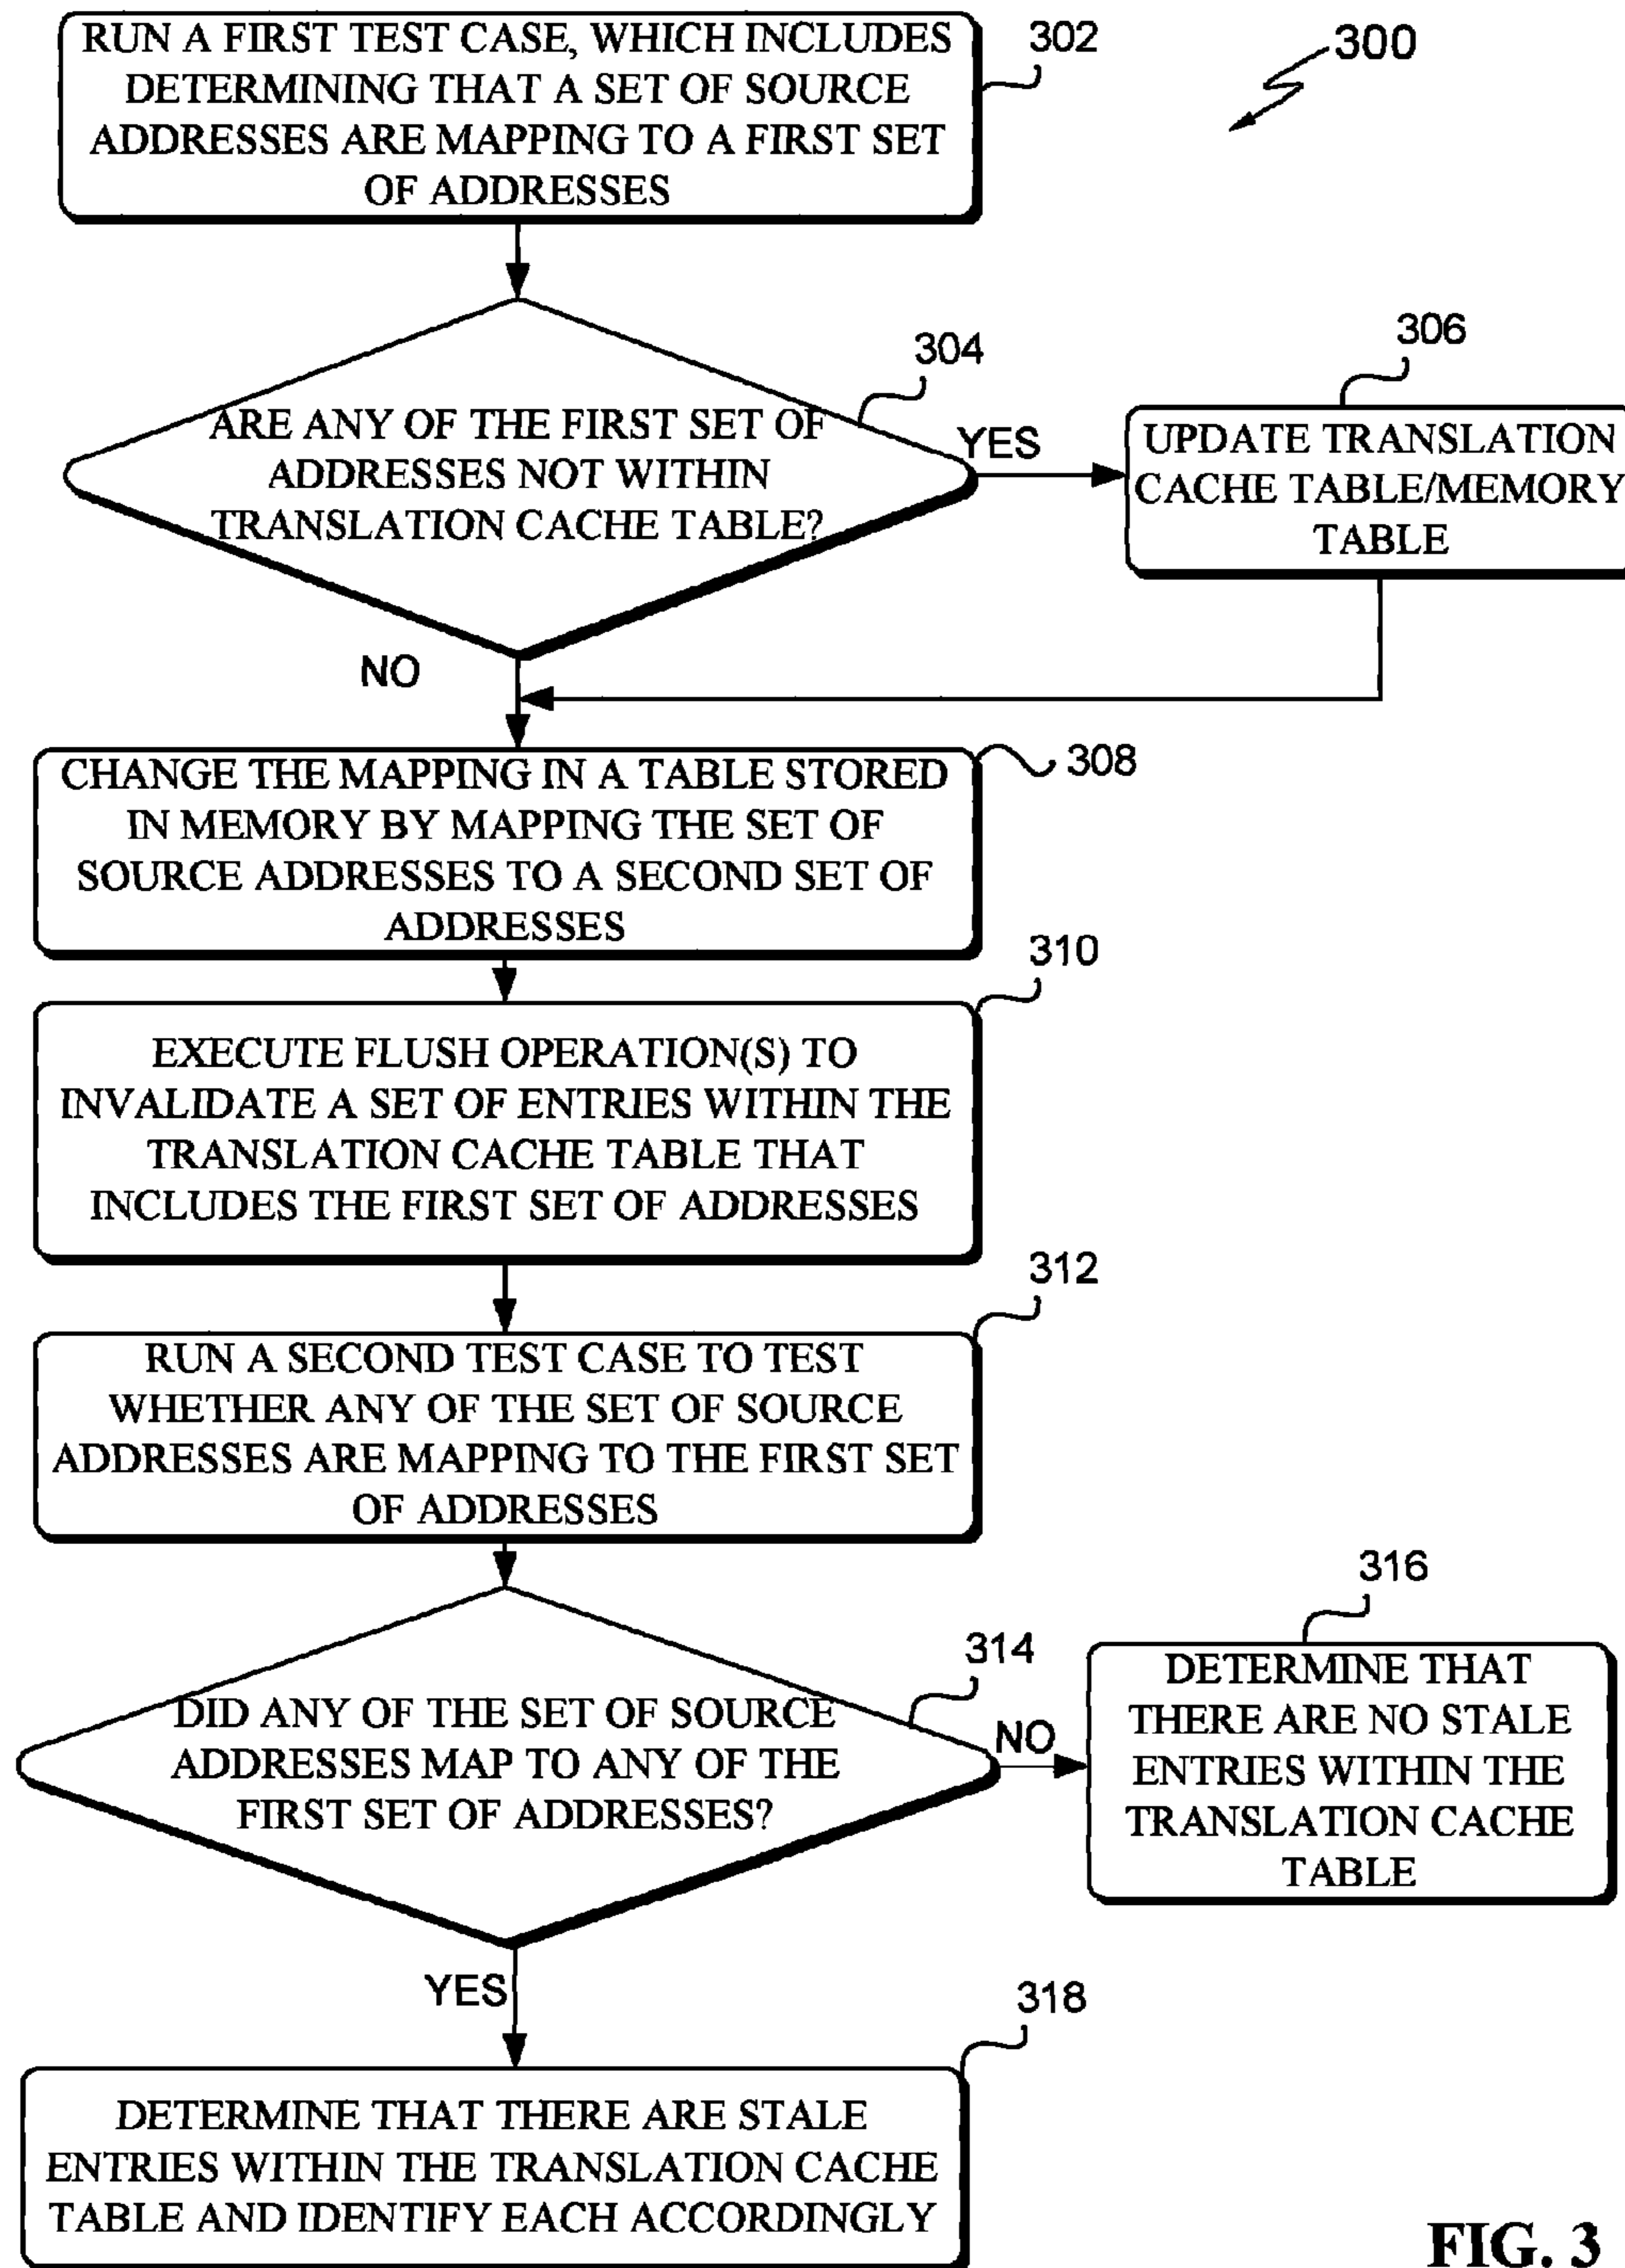 RUN A FIRST TEST CASE, WHICH INCLUDES
DETERMINING THAT A SET OF SOURCE
ADDRESSES ARE MAPPING TO A FIRST SET
OF ADDRESSES
302
300
ARE ANY OF THE FIRST SET OF
ADDRESSES NOT WITHIN
TRANSLATION CACHE TABLE?
304
YES
306
UPDATE TRANSLATION
CACHE TABLE/MEMORY
TABLE
NO
CHANGE THE MAPPING IN A TABLE STORED
IN MEMORY BY MAPPING THE SET OF
SOURCE ADDRESSES TO A SECOND SET OF
ADDRESSES
308
310
EXECUTE FLUSH OPERATION(S) TO
INVALIDATE A SET OF ENTRIES WITHIN THE
TRANSLATION CACHE TABLE THAT
INCLUDES THE FIRST SET OF ADDRESSES
312
RUN A SECOND TEST CASE TO TEST
WHETHER ANY OF THE SET OF SOURCE
ADDRESSES ARE MAPPING TO THE FIRST SET
OF ADDRESSES
314
DID ANY OF THE SET OF SOURCE
ADDRESSES MAP TO ANY OF THE
FIRST SET OF ADDRESSES?
NO
316
DETERMINE THAT
THERE ARE NO STALE
ENTRIES WITHIN THE
TRANSLATION CACHE
TABLE
YES
318
DETERMINE THAT THERE ARE STALE
ENTRIES WITHIN THE TRANSLATION CACHE
TABLE AND IDENTIFY EACH ACCORDINGLY
FIG. 3